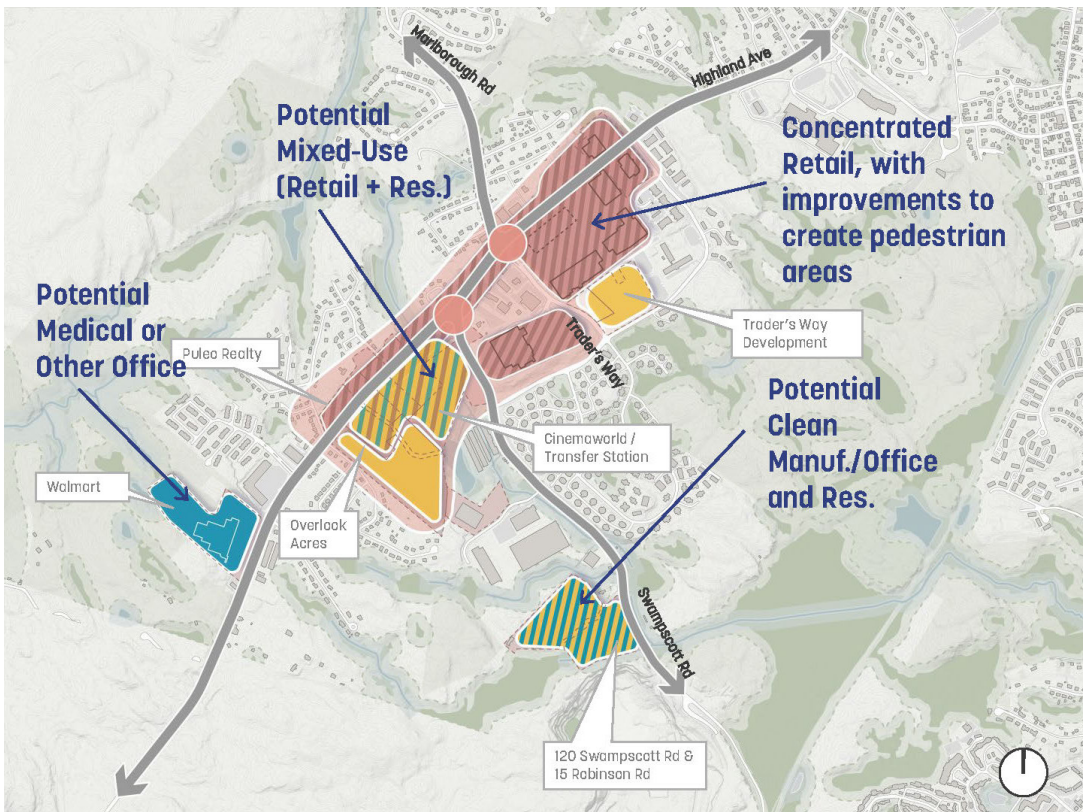 Marlborough Rd
Highland Ave
Potential
Mixed-Use
(Retail + Res.)
Concentrated
Retail, with
improvements to
create pedestrian
areas
Potential
Medical or
Other Office
Puleo Realty
Trader's Way
Trader's Way
Development
Potential
Clean
Manuf./Office
and Res.
Cinemaworld /
Transfer Station
Walmart
Overlook
Acres
Swampscott Rd
120 Swampscott Rd &
15 Robinson Rd